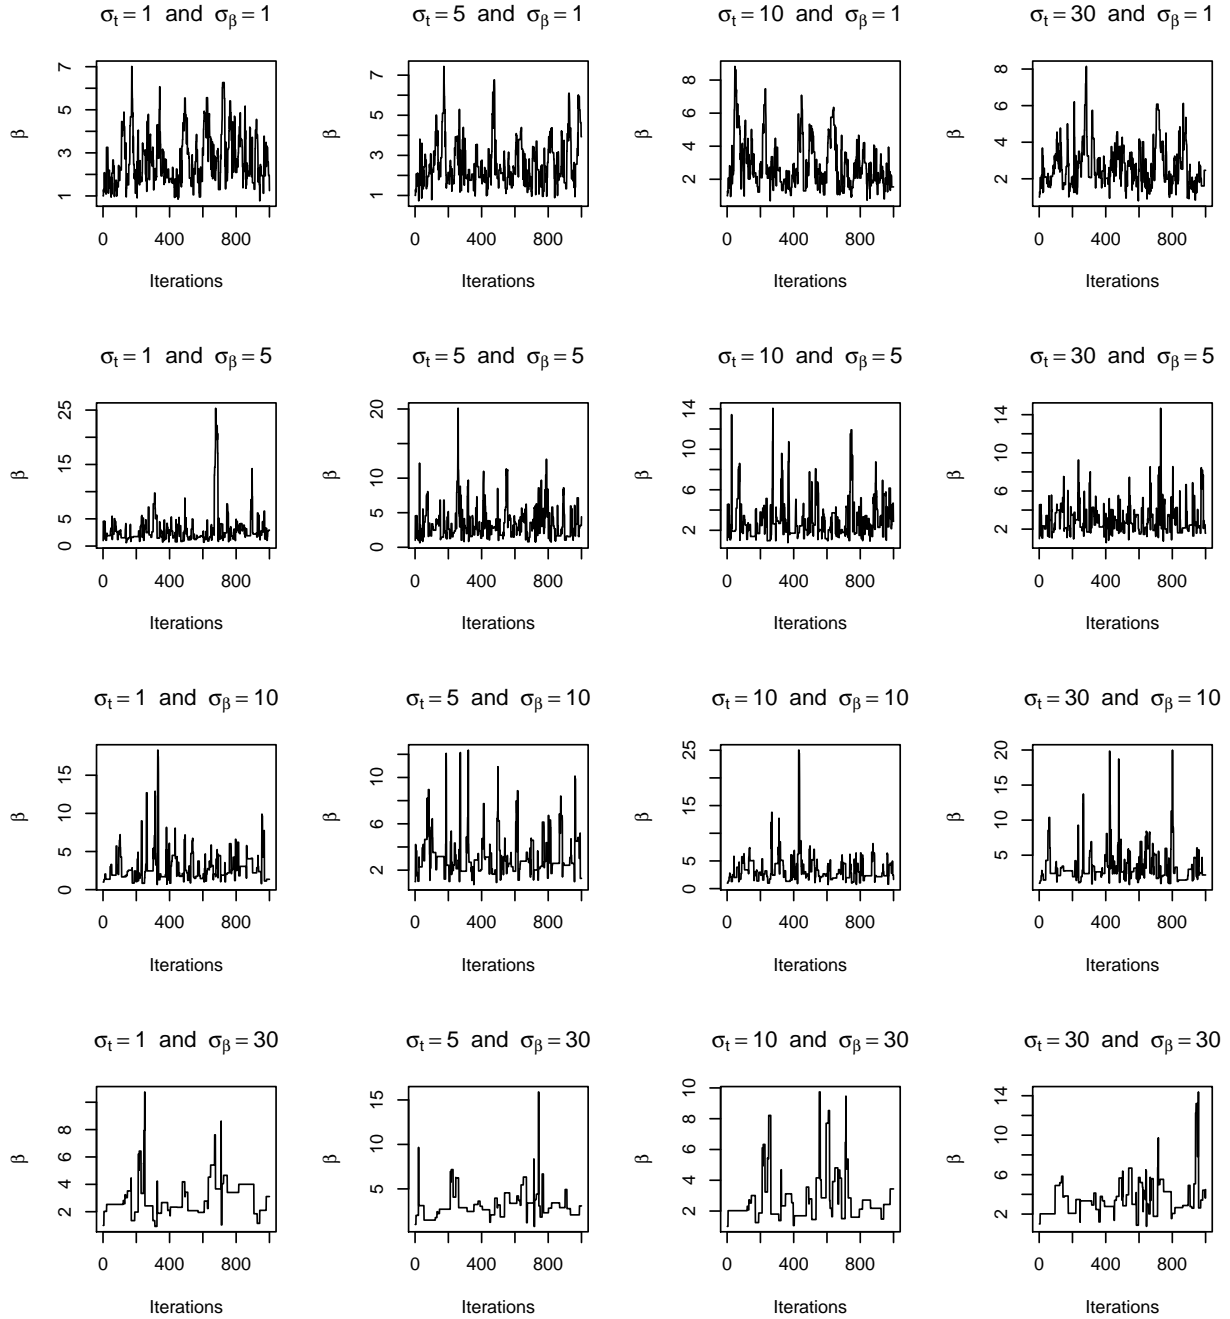 σt = 1 and σβ = 1
7
5
3
1
β
0 400 800
Iterations
σt = 5 and σβ = 1
7
5
3
1
β
0 400 800
Iterations
σt = 10 and σβ = 1
8
6
4
2
β
0 400 800
Iterations
σt = 30 and σβ = 1
8
6
4
2
β
0 400 800
Iterations
σt = 1 and σβ = 5
25
15
5
0
β
0 400 800
Iterations
σt = 5 and σβ = 5
20
10
5
0
β
0 400 800
Iterations
σt = 10 and σβ = 5
14
10
6
2
β
0 400 800
Iterations
σt = 30 and σβ = 5
14
10
6
2
β
0 400 800
Iterations
σt = 1 and σβ = 10
15
10
5
0
β
0 400 800
Iterations
σt = 5 and σβ = 10
10
6
2
β
0 400 800
Iterations
σt = 10 and σβ = 10
25
15
5
0
β
0 400 800
Iterations
σt = 30 and σβ = 10
20
15
10
5
β
0 400 800
Iterations
σt = 1 and σβ = 30
8
6
4
2
β
0 400 800
Iterations
σt = 5 and σβ = 30
15
10
5
β
0 400 800
Iterations
σt = 10 and σβ = 30
10
8
6
4
2
β
0 400 800
Iterations
σt = 30 and σβ = 30
14
10
6
2
β
0 400 800
Iterations